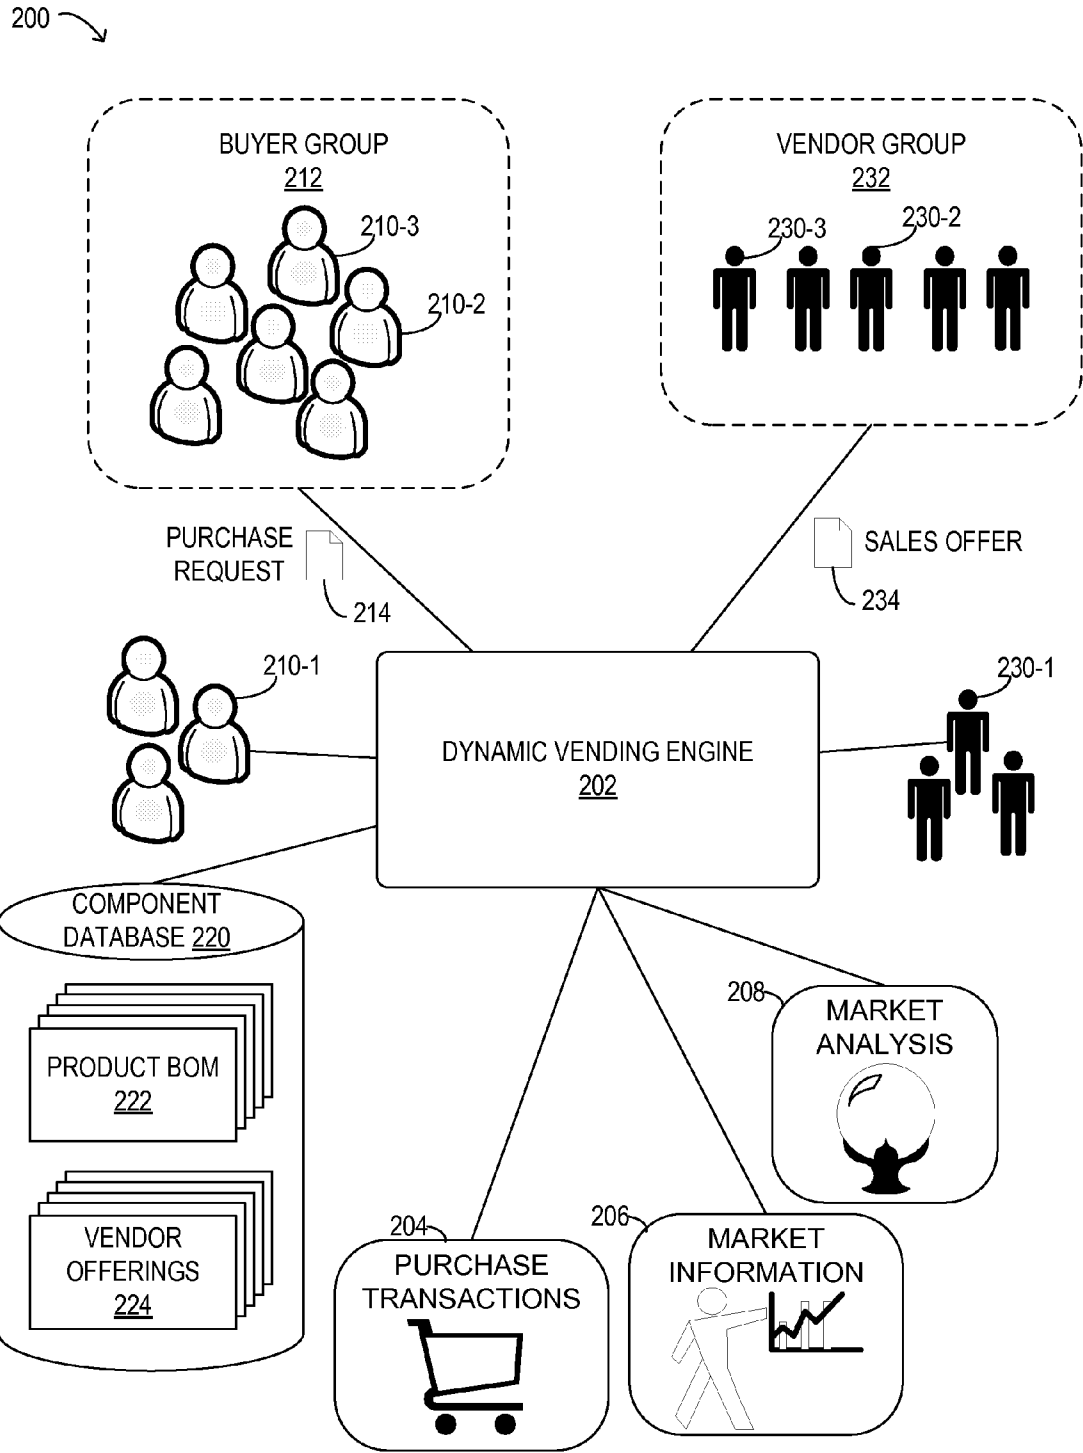 200
BUYER GROUP
212
210-3
210-2
VENDOR GROUP
232
230-3
230-2
PURCHASE
REQUEST
214
SALES OFFER
234
210-1
230-1
DYNAMIC VENDING ENGINE
202
COMPONENT
DATABASE 220
PRODUCT BOM
222
VENDOR
OFFERINGS
224
208
MARKET
ANALYSIS
204
PURCHASE
TRANSACTIONS
206
MARKET
INFORMATION